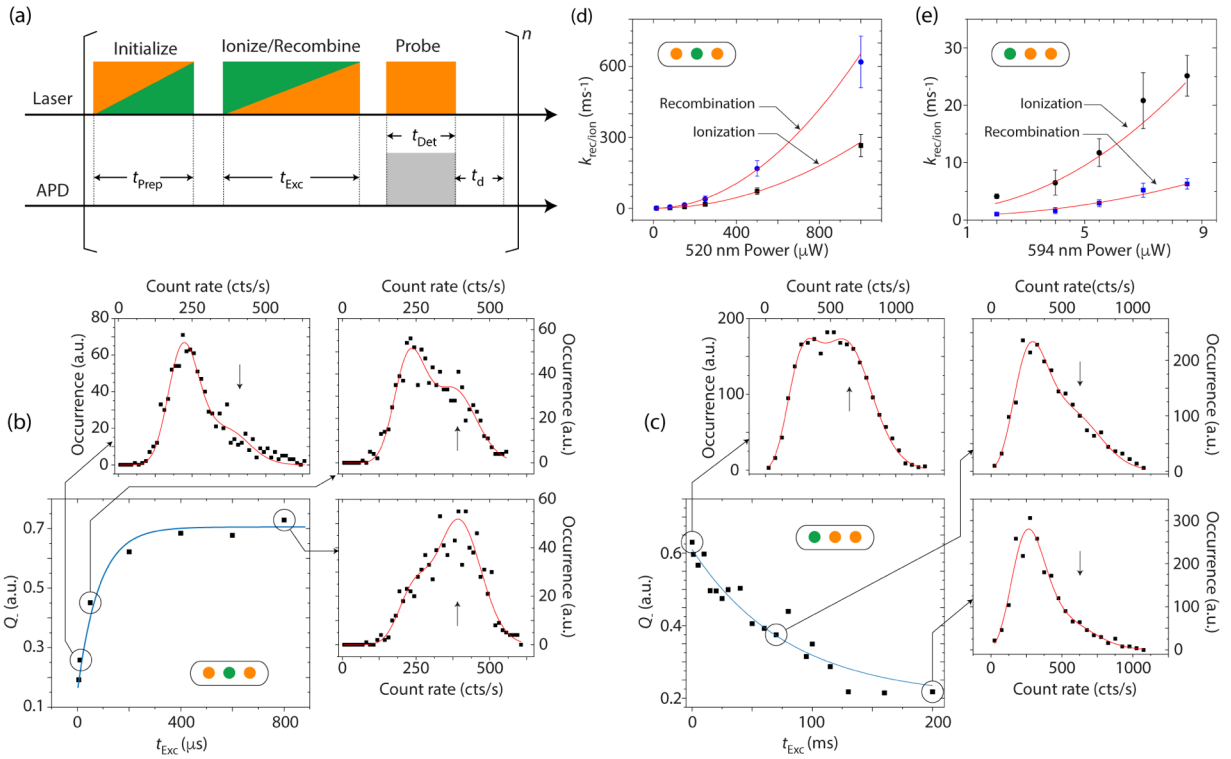 (a)
Initialize
Ionize/Recombine
Probe
n
Laser
t_Det
t_Prep
t_Exc
t_d
APD
(d)
k_rec/ion (ms⁻¹)
600
300
0
Recombination
Ionization
0
400
800
520 nm Power (μW)
(e)
k_rec/ion (ms⁻¹)
30
20
10
0
Ionization
Recombination
1
5
9
594 nm Power (μW)
(b)
Count rate (cts/s)
0
250
500
Occurrence (a.u.)
80
60
40
20
0
Count rate (cts/s)
0
250
500
60
40
20
0
Occurrence (a.u.)
Q_- (a.u.)
0.7
0.5
0.3
0.1
0
400
800
t_Exc (μs)
60
40
20
0
Occurrence (a.u.)
0
250
500
Count rate (cts/s)
(c)
Count rate (cts/s)
0
500
1000
Occurrence (a.u.)
200
100
0
Count rate(cts/s)
0
500
1000
200
100
0
Occurrence (a.u.)
Q_- (a.u.)
0.6
0.4
0.2
0
50
100
150
200
t_Exc (ms)
300
200
100
0
Occurrence (a.u.)
0
500
1000
Count rate (cts/s)